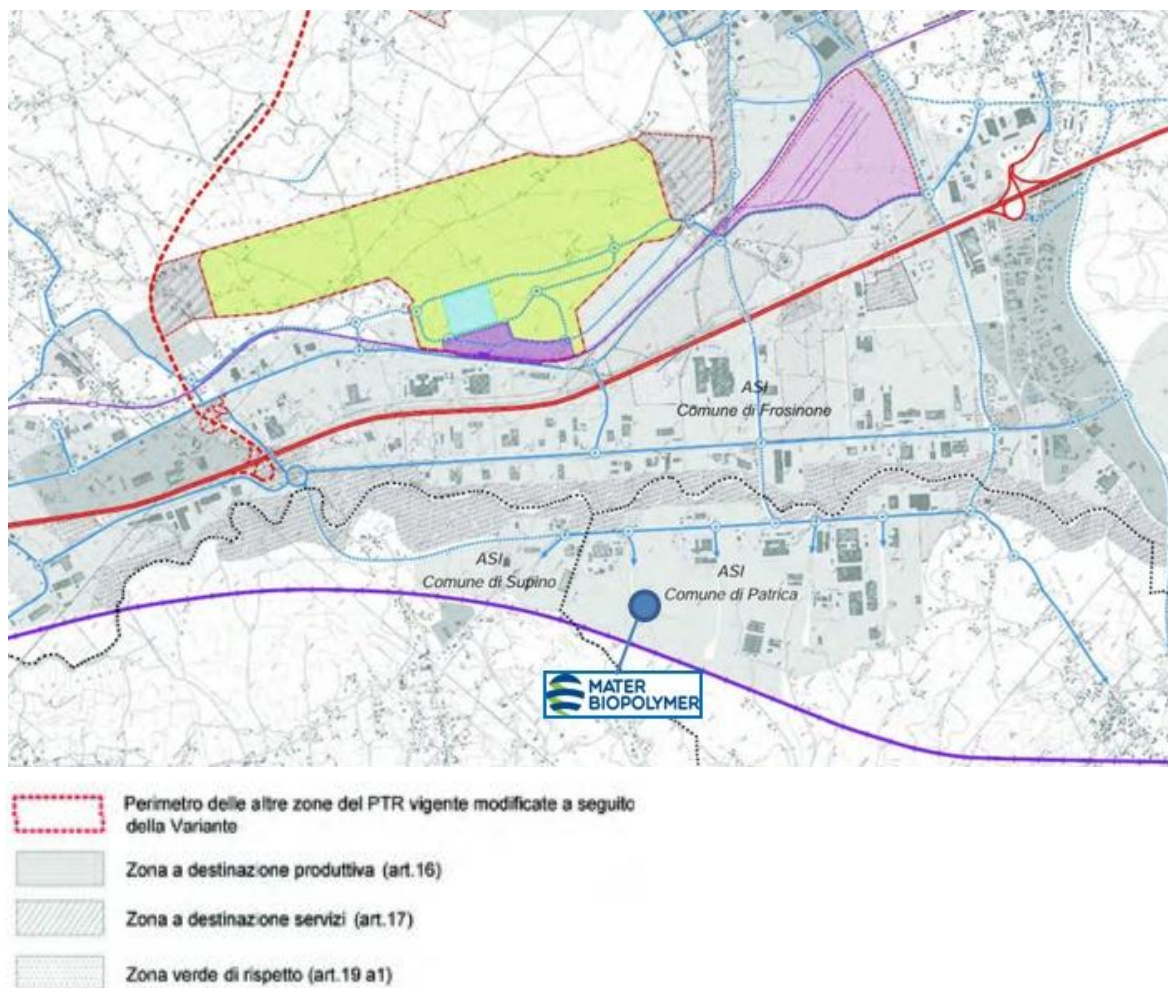 ASI
Comune di Frosinone
ASI
Comune di Supino
ASI
Comune di Patrica
MATER
BIOPOLYMER
Perimetro delle altre zone del PTR vigente modificate a seguito
della Variante
Zona a destinazione produttiva (art.16)
Zona a destinazione servizi (art.17)
Zona verde di rispetto (art.19 a1)